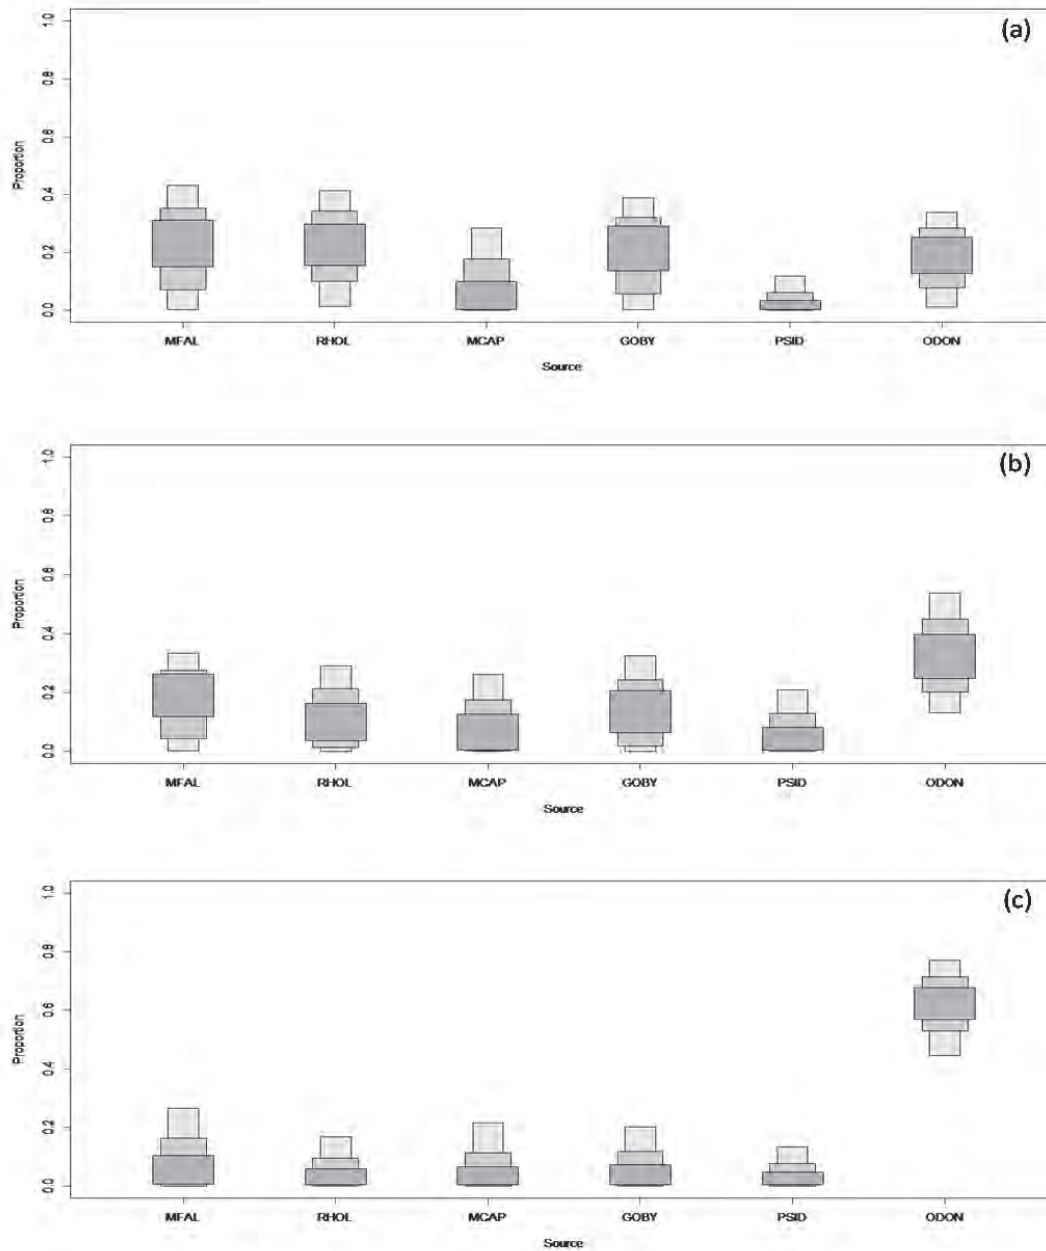 (a)
1.0
0.8
0.6
0.4
0.2
0.0
Proportion
MFAL RHOL MCAP GOBY PSID ODON
Source
(b)
1.0
0.8
0.6
0.4
0.2
0.0
Proportion
MFAL RHOL MCAP GOBY PSID ODON
Source
(c)
1.0
0.8
0.6
0.4
0.2
0.0
Proportion
MFAL RHOL MCAP GOBY PSID ODON
Source